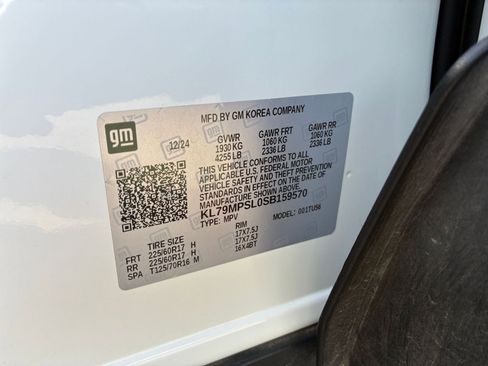 gm
MFD BY GM KOREA COMPANY
12/24
GVWR GAWR FRT GAWR RR
1930 KG 1060 KG 1060 KG
4255 LB 2336 LB 2336 LB
THIS VEHICLE CONFORMS TO ALL
APPLICABLE U.S. FEDERAL MOTOR
VEHICLE SAFETY AND THEFT PREVENTION
STANDARDS IN EFFECT ON THE DATE OF
MANUFACTURE SHOWN ABOVE.
KL79MPSL0SB159570
TYPE: MPV MODEL: 001TU56
TIRE SIZE RIM
FRT 225/60R17 H 17X7.5J
RR 225/60R17 H 17X7.5J
SPA T125/70R16 M 16X4BT